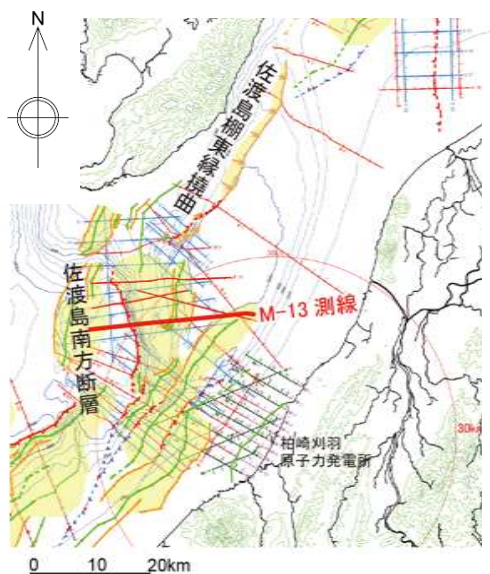 N
佐渡島棚東縁撓曲
佐渡島南方断層
M-13 測線
柏崎刈羽
原子力発電所
30km
0 10 20km